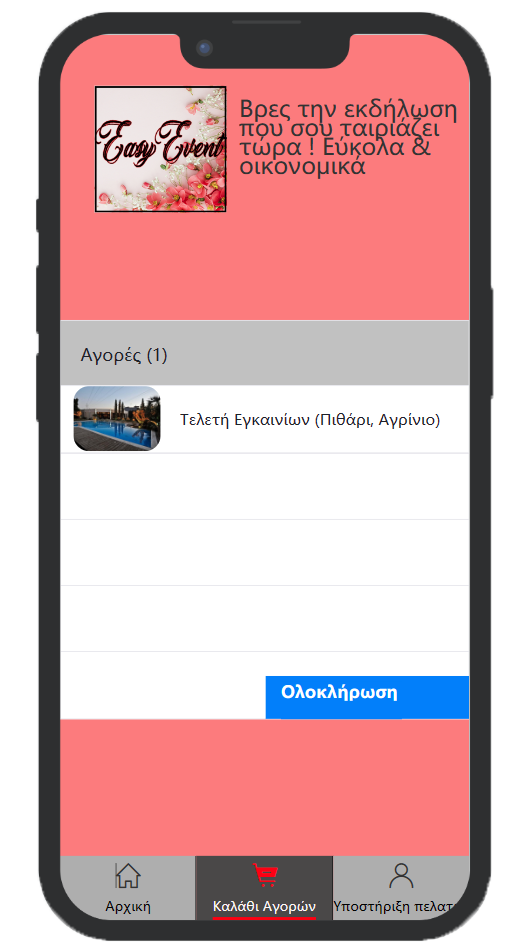 Easy Event
Βρες την εκδήλωση
που σου ταιριάζει
τώρα ! Εύκολα &
οικονομικά
Αγορές (1)
Τελετή Εγκαινίων (Πιθάρι, Αγρίνιο)
Ολοκλήρωση
Αρχική
Καλάθι Αγορών
Υποστήριξη πελατ